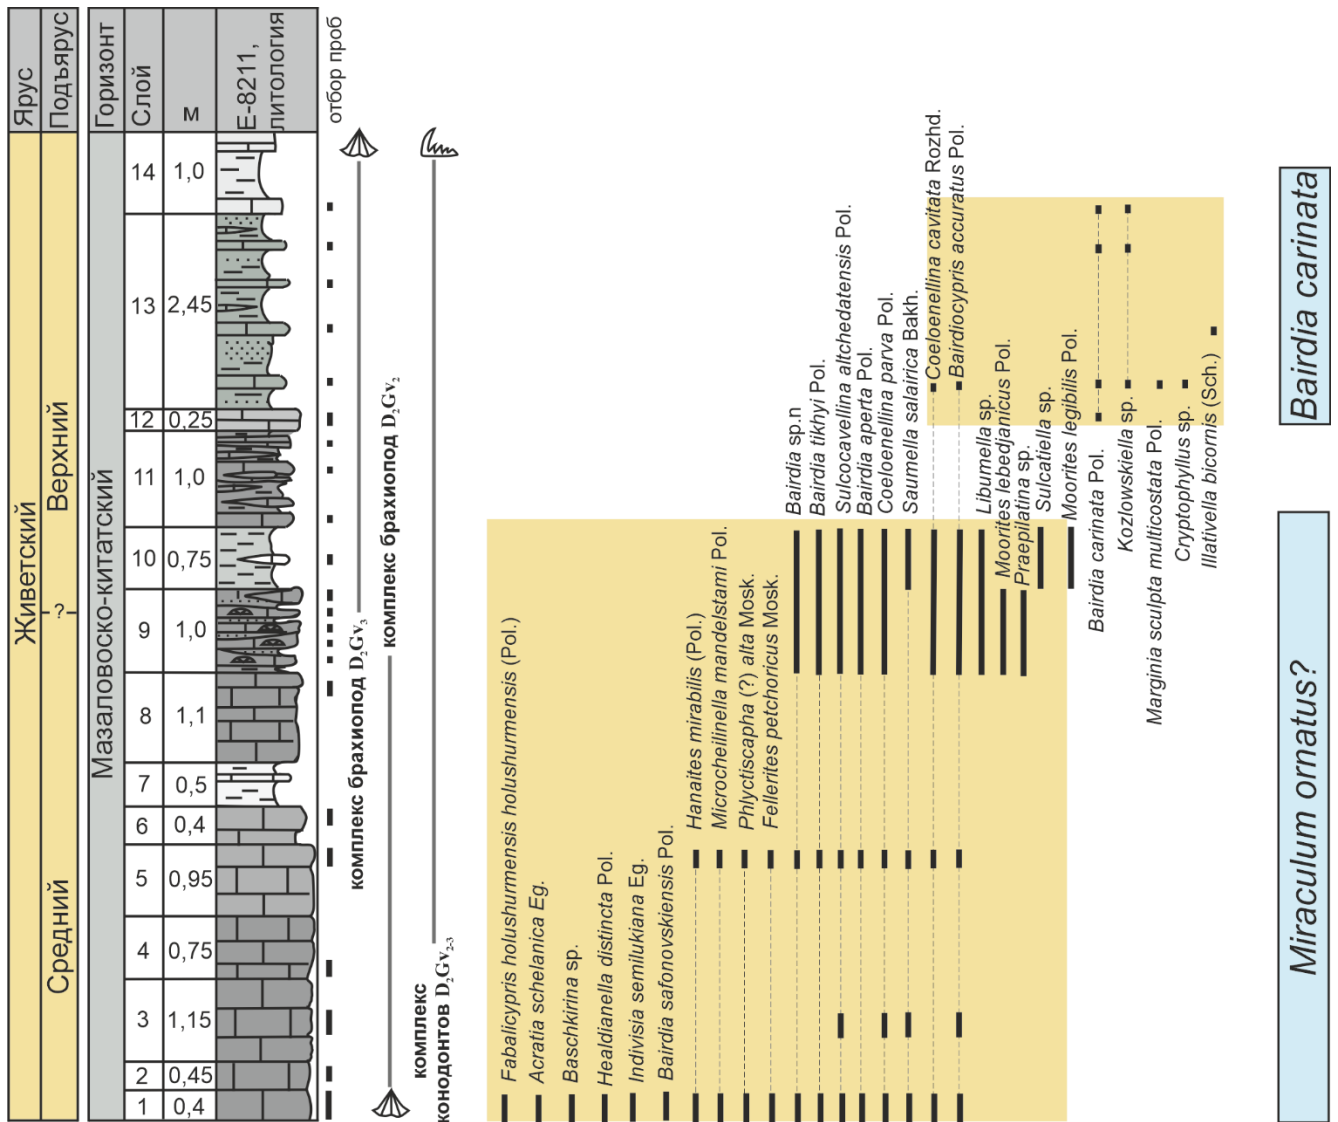 Ярус
Подъярус
Горизонт
Слой
м
Е-8211,
литология
отбор проб
Живетский
Верхний
-?-
Средний
Мазаловоско-китатский
14 1,0
13 2,45
12 0,25
11 1,0
10 0,75
9 1,0
8 1,1
7 0,5
6 0,4
5 0,95
4 0,75
3 1,15
2 0,45
1 0,4
комплекс брахиопод D₂Gv₃
комплекс брахиопод D₂Gv₂
комплекс
конодонтов D₂Gv₂₋₃
Fabalicypris holushurmensis holushurmensis (Pol.)
Acratia schelanica Eg.
Baschkirina sp.
Healdianella distincta Pol.
Indivisia semilukiana Eg.
Bairdia safonovskiensis Pol.
Hanaites mirabilis (Pol.)
Microcheilinella mandelstami Pol.
Phlyctiscapha (?) alta Mosk.
Fellerites petchoricus Mosk.
Bairdia sp.n
Bairdia tikhyi Pol.
Sulcocavellina altchedatensis Pol.
Bairdia aperta Pol.
Coeloenellina parva Pol.
Saumella salairica Bakh.
Coeloenellina cavitata Rozhd.
Bairdiocypris accuratus Pol.
Libumella sp.
Moorites lebedjanicus Pol.
Praepilatina sp.
Sulcatiella sp.
Moorites legibilis Pol.
Bairdia carinata Pol.
Kozlowskiella sp.
Marginia sculpta multicostata Pol.
Cryptophyllus sp.
Illativella bicornis (Sch.)
Bairdia carinata
Miraculum ornatus?